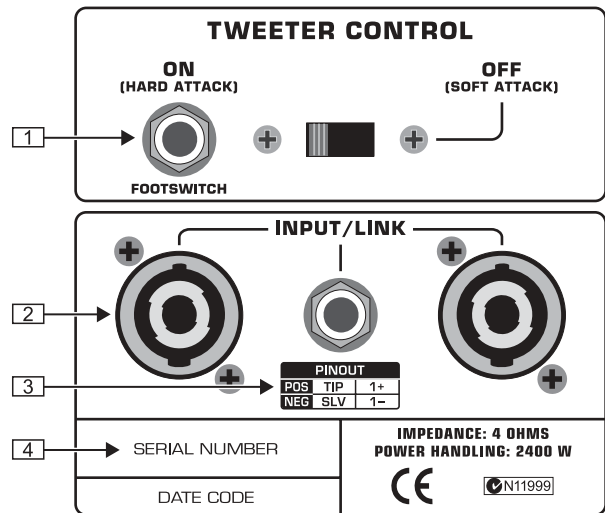 TWEETER CONTROL
ON
(HARD ATTACK)
OFF
(SOFT ATTACK)
1
FOOTSWITCH
INPUT/LINK
2
3
PINOUT
POS TIP 1+
NEG SLV 1-
4
SERIAL NUMBER
DATE CODE
IMPEDANCE: 4 OHMS
POWER HANDLING: 2400 W
CE
N11999